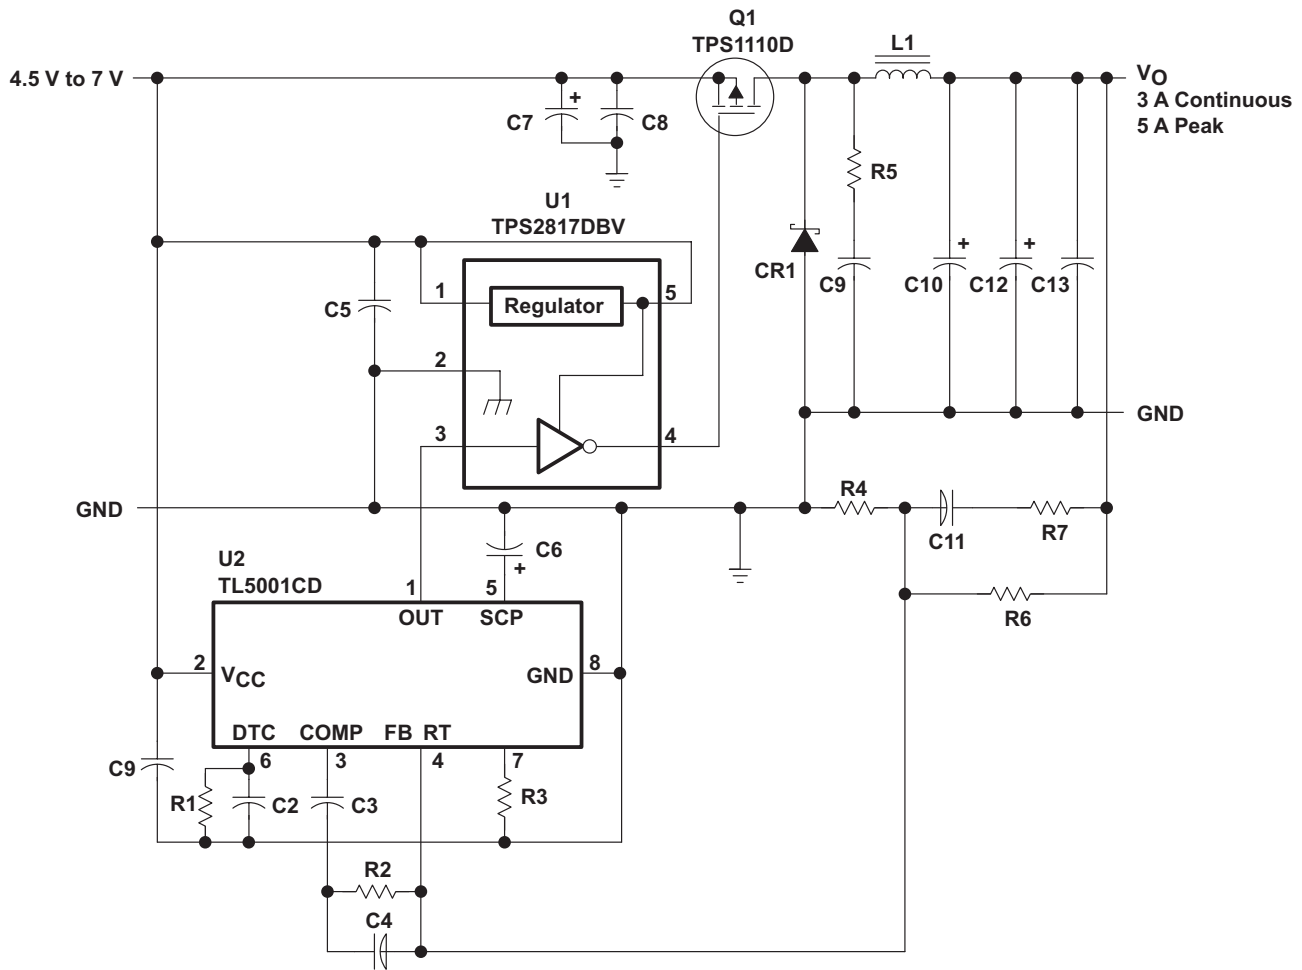 Q1
TPS1110D
L1
4.5 V to 7 V
+
C7
C8
VO
3 A Continuous
5 A Peak
R5
U1
TPS2817DBV
CR1
C9
+
C10
+
C12
C13
C5
1
Regulator
5
2
3
4
GND
GND
R4
C11
R7
R6
C6
+
U2
TL5001CD
1
5
OUT
SCP
2
VCC
GND
8
DTC
COMP
FB
RT
6
3
4
7
C9
R1
C2
C3
R3
R2
C4